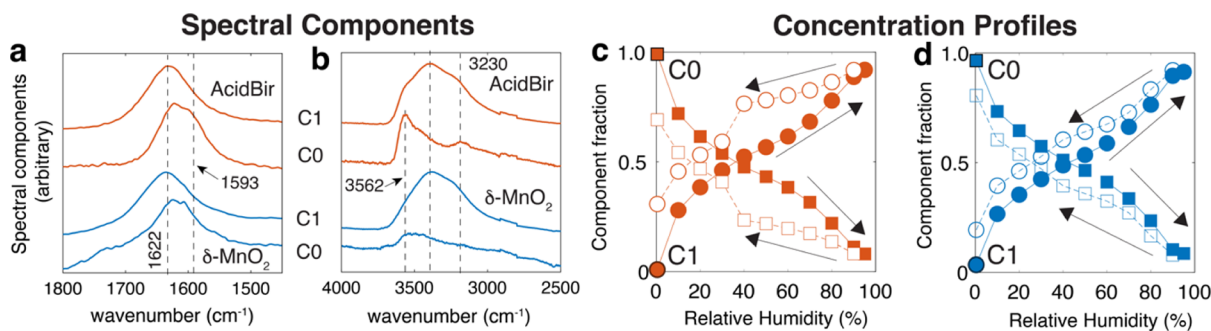 Spectral Components
Concentration Profiles
a
b
c
d
Spectral components
(arbitrary)
AcidBir
C1
C0
1593
C1
C0
δ-MnO2
1622
1800
1600
1500
wavenumber (cm-1)
3230
AcidBir
3562
δ-MnO2
4000
3500
3000
2500
wavenumber (cm-1)
Component fraction
1.0
0.5
0
C0
C1
0
20
40
60
80
100
Relative Humidity (%)
Component fraction
1.0
0.5
0
C0
C1
0
20
40
60
80
100
Relative Humidity (%)